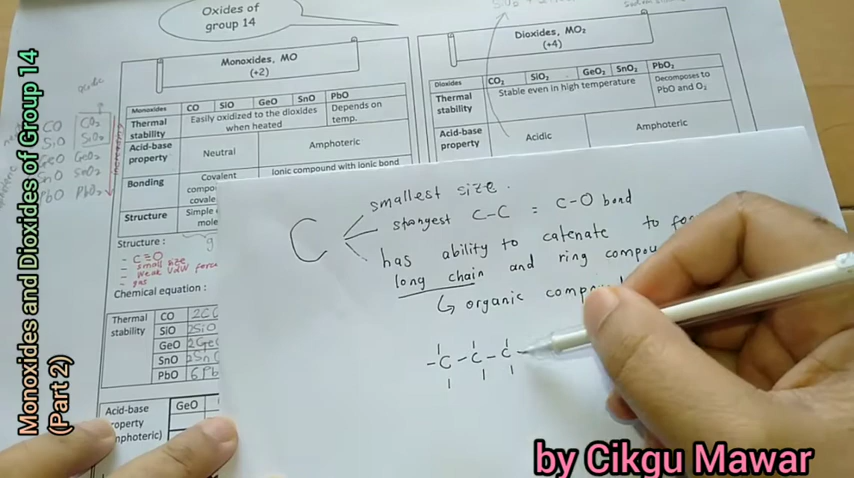 Monoxides and Dioxides of Group 14
(Part 2)
by Cikgu Mawar
Oxides of
group 14
Monoxides, MO
(+2)
Monoxides CO SiO GeO SnO PbO
Thermal stability Easily oxidized to the dioxides when heated Depends on temp.
Acid-base property Neutral Amphoteric
Bonding Covalent Ionic compound with ionic bond
Structure Simple
Dioxides, MO₂
(+4)
Dioxides CO₂ SiO₂ GeO₂ SnO₂ PbO₂
Thermal stability Stable even in high temperature Decomposes to PbO and O₂
Acid-base property Acidic Amphoteric
CO CO₂
SiO SiO₂
GeO GeO₂
SnO SnO₂
PbO PbO₂
Structure :
- C≡O
- small size
- weak VdW force
- gas
Chemical equation :
Thermal stability
CO
SiO 2SiO
GeO
SnO
PbO
Acid-base
GeO
C
smallest size.
strongest C-C = C-O bond
has ability to catenate to
long chain and ring
↳ organic
- C - C - C -